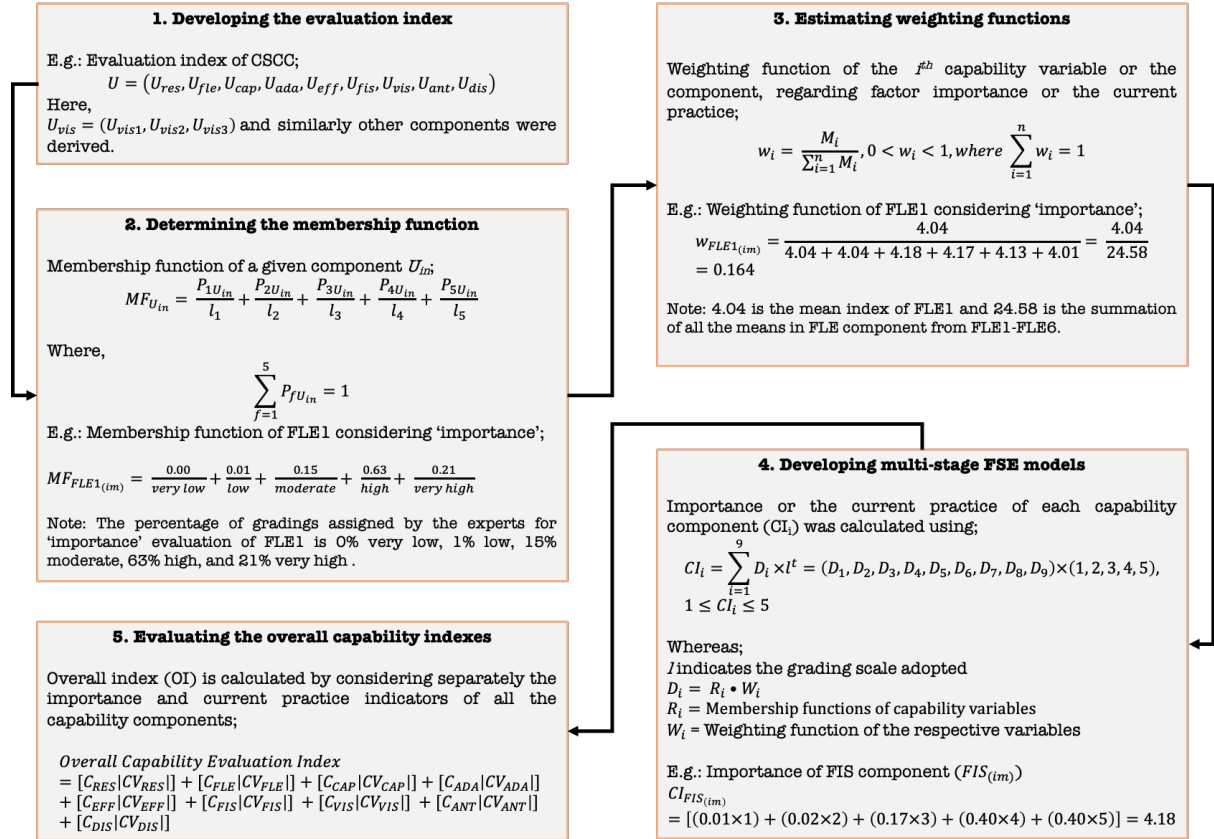 1. Developing the evaluation index
E.g.: Evaluation index of CSCC;
U = (U_res, U_fle, U_cap, U_ada, U_eff, U_fis, U_vis, U_ant, U_dis)
Here,
U_vis = (U_vis1, U_vis2, U_vis3) and similarly other components were
derived.
2. Determining the membership function
Membership function of a given component U_in;
MF_U_in = P_1U_in/l_1 + P_2U_in/l_2 + P_3U_in/l_3 + P_4U_in/l_4 + P_5U_in/l_5
Where,
∑_{f=1}^{5} P_fU_in = 1
E.g.: Membership function of FLE1 considering ‘importance’;
MF_FLE1_(im) = 0.00/very low + 0.01/low + 0.15/moderate + 0.63/high + 0.21/very high
Note: The percentage of gradings assigned by the experts for
‘importance’ evaluation of FLE1 is 0% very low, 1% low, 15%
moderate, 63% high, and 21% very high .
3. Estimating weighting functions
Weighting function of the i^th capability variable or the
component, regarding factor importance or the current
practice;
w_i = M_i / ∑_{i=1}^{n} M_i , 0 < w_i < 1, where ∑_{i=1}^{n} w_i = 1
E.g.: Weighting function of FLE1 considering ‘importance’;
w_FLE1_(im) = 4.04 / (4.04 + 4.04 + 4.18 + 4.17 + 4.13 + 4.01) = 4.04/24.58
= 0.164
Note: 4.04 is the mean index of FLE1 and 24.58 is the summation
of all the means in FLE component from FLE1-FLE6.
4. Developing multi-stage FSE models
Importance or the current practice of each capability
component (CI_i) was calculated using;
CI_i = ∑_{i=1}^{9} D_i × l^t = (D_1, D_2, D_3, D_4, D_5, D_6, D_7, D_8, D_9)×(1, 2, 3, 4, 5),
1 ≤ CI_i ≤ 5
Whereas;
l indicates the grading scale adopted
D_i = R_i • W_i
R_i = Membership functions of capability variables
W_i = Weighting function of the respective variables
E.g.: Importance of FIS component (FIS_(im))
CI_FIS_(im)
= [(0.01×1) + (0.02×2) + (0.17×3) + (0.40×4) + (0.40×5)] = 4.18
5. Evaluating the overall capability indexes
Overall index (OI) is calculated by considering separately the
importance and current practice indicators of all the
capability components;
Overall Capability Evaluation Index
= [C_RES|CV_RES|] + [C_FLE|CV_FLE|] + [C_CAP|CV_CAP|] + [C_ADA|CV_ADA|]
+ [C_EFF|CV_EFF|] + [C_FIS|CV_FIS|] + [C_VIS|CV_VIS|] + [C_ANT|CV_ANT|]
+ [C_DIS|CV_DIS|]